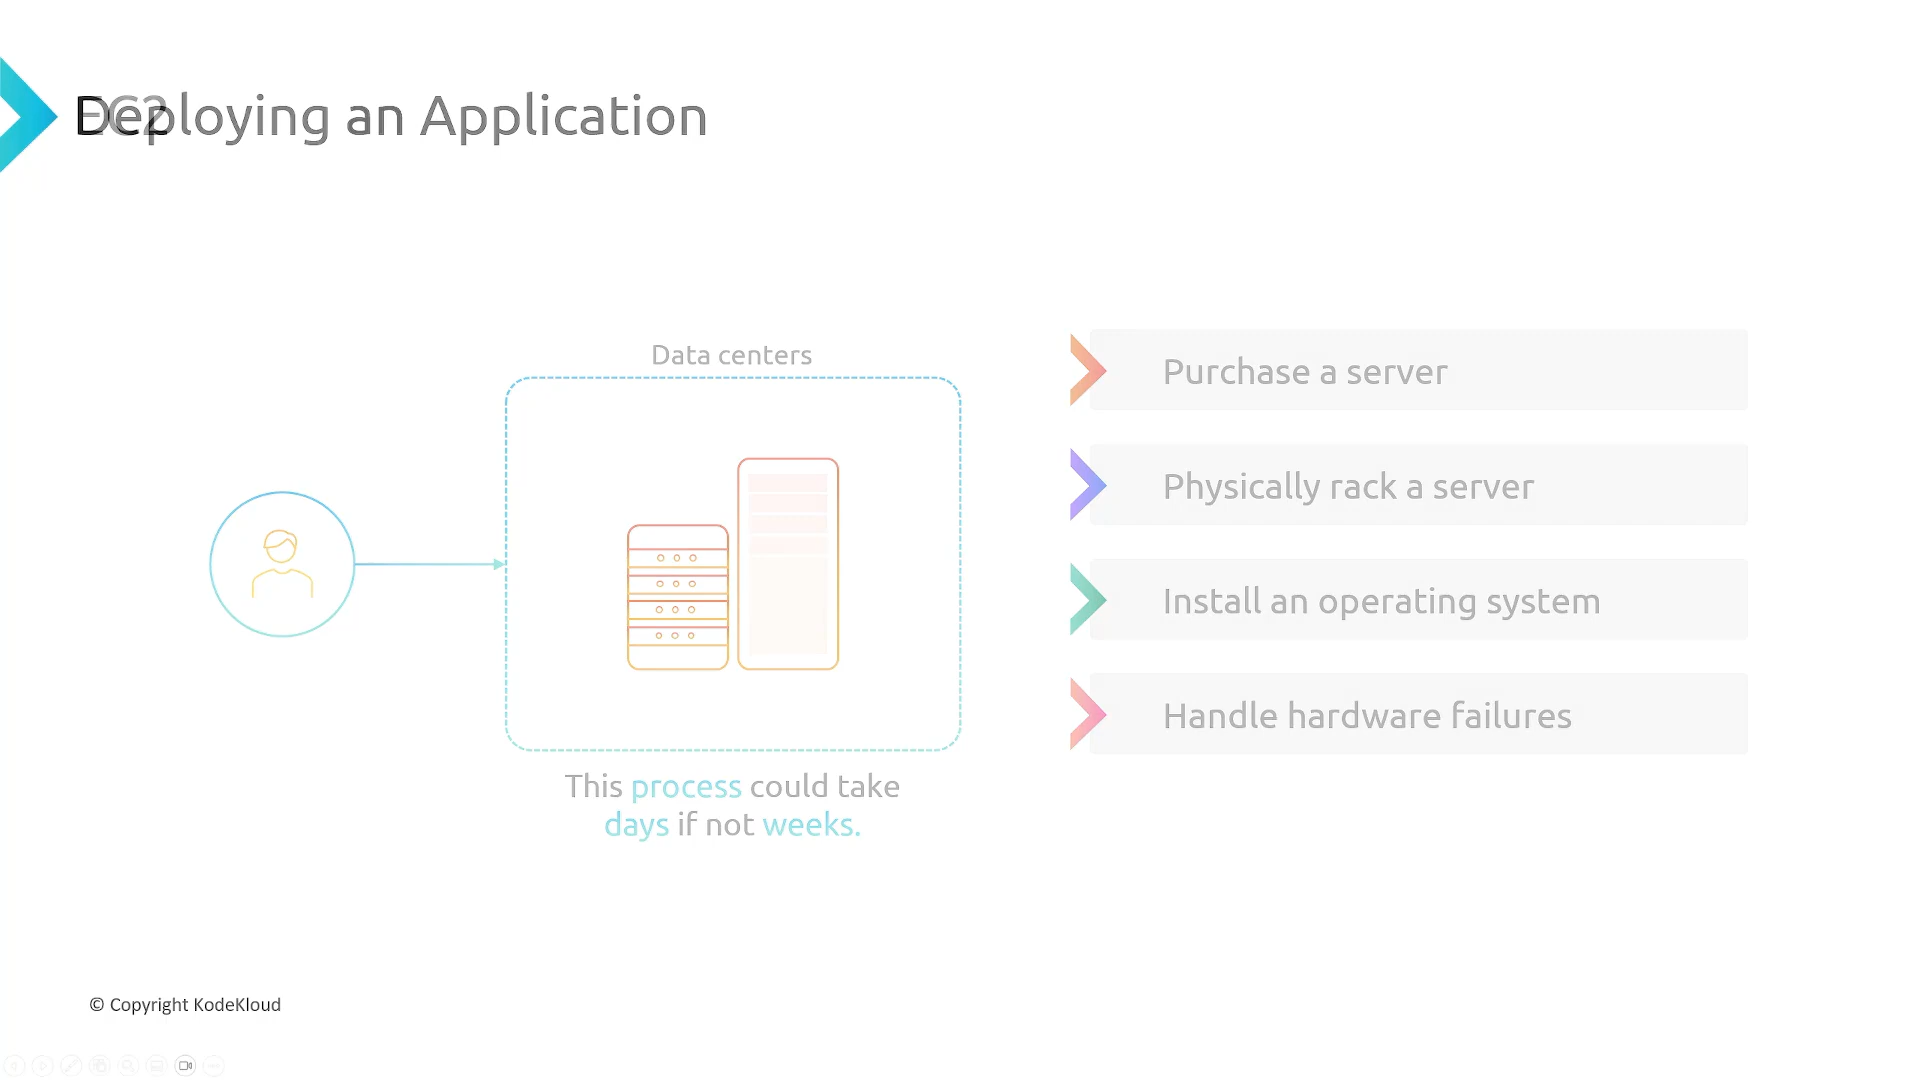 Deploying an Application
EC2
Data centers
This process could take
days if not weeks.
Purchase a server
Physically rack a server
Install an operating system
Handle hardware failures
© Copyright KodeKloud